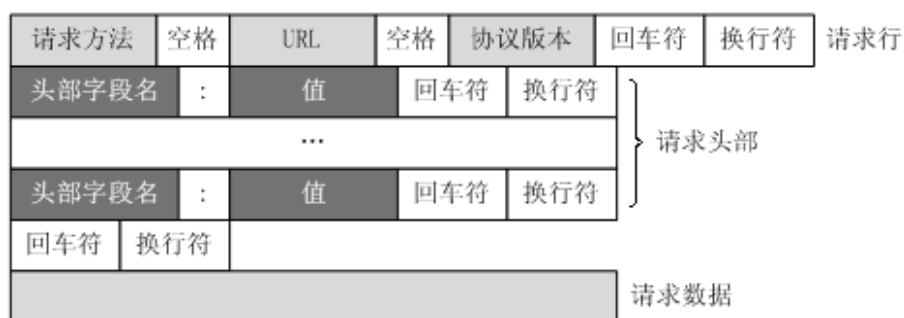 请求方法 空格 URL 空格 协议版本 回车符 换行符 请求行
头部字段名 : 值 回车符 换行符
... 请求头部
头部字段名 : 值 回车符 换行符
回车符 换行符
请求数据